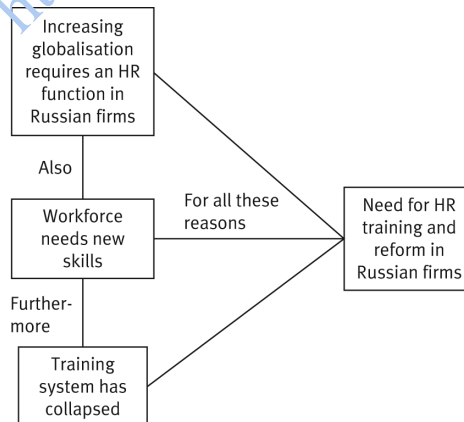 Increasing
globalisation
requires an HR
function in
Russian firms
Also
Workforce
needs new
skills
For all these
reasons
Need for HR
training and
reform in
Russian firms
Further-
more
Training
system has
collapsed